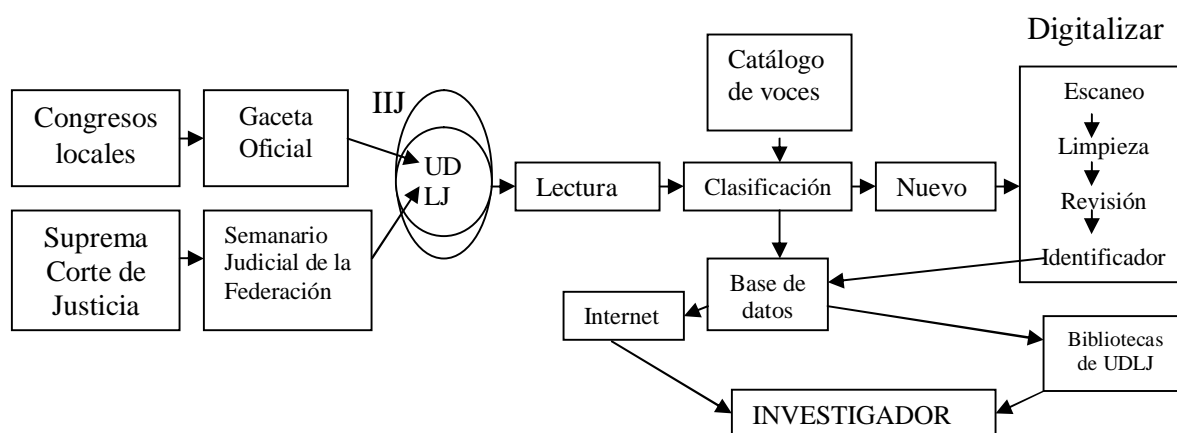 Digitalizar
Congresos
locales
Gaceta
Oficial
IIJ
UD
LJ
Suprema
Corte de
Justicia
Semanario
Judicial de la
Federación
Lectura
Catálogo
de voces
Clasificación
Nuevo
Escaneo
Limpieza
Revisión
Identificador
Base de
datos
Internet
Bibliotecas
de UDLJ
INVESTIGADOR